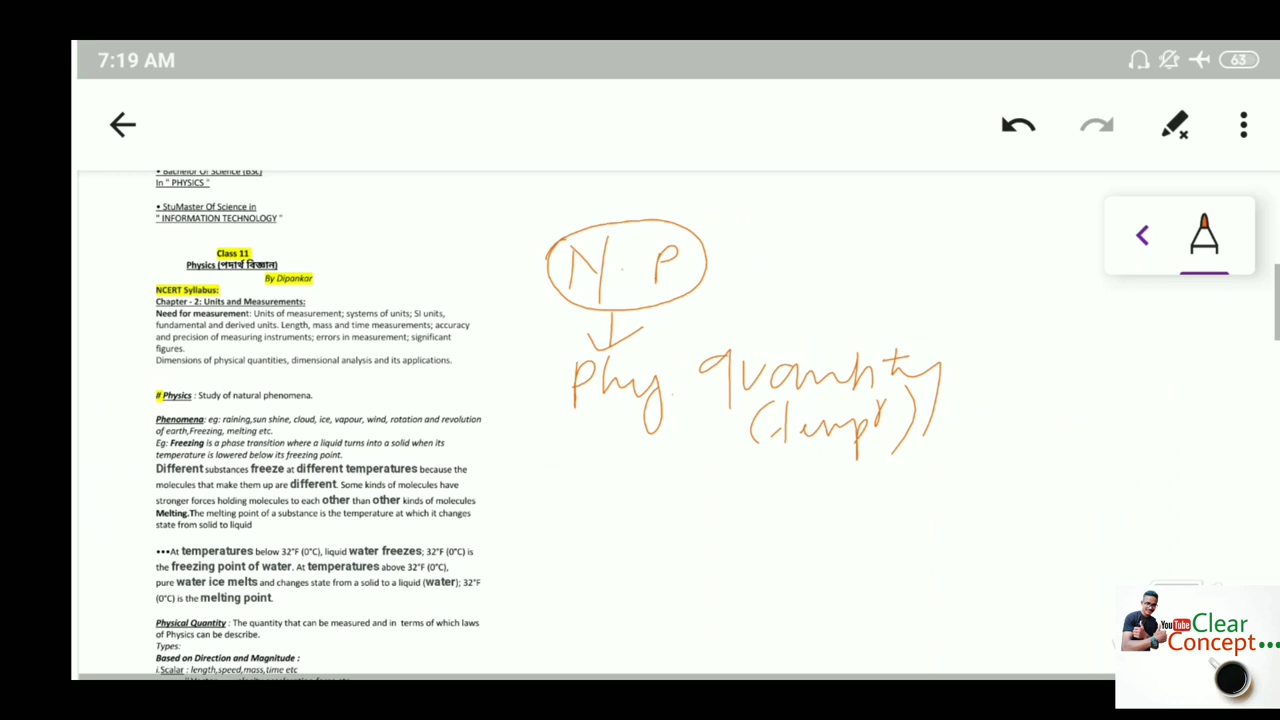 7:19 AM
63
• Bachelor Of Science (BSc)
In " PHYSICS "
• StuMaster Of Science in
" INFORMATION TECHNOLOGY "
Class 11
Physics (পদার্থ বিজ্ঞান)
By Dipankar
NCERT Syllabus:
Chapter - 2: Units and Measurements:
Need for measurement: Units of measurement; systems of units; SI units,
fundamental and derived units. Length, mass and time measurements; accuracy
and precision of measuring instruments; errors in measurement; significant
figures.
Dimensions of physical quantities, dimensional analysis and its applications.
# Physics : Study of natural phenomena.
Phenomena: eg: raining,sun shine, cloud, ice, vapour, wind, rotation and revolution
of earth,Freezing, melting etc.
Eg: Freezing is a phase transition where a liquid turns into a solid when its
temperature is lowered below its freezing point.
Different substances freeze at different temperatures because the
molecules that make them up are different. Some kinds of molecules have
stronger forces holding molecules to each other than other kinds of molecules
Melting.The melting point of a substance is the temperature at which it changes
state from solid to liquid
•••At temperatures below 32°F (0°C), liquid water freezes; 32°F (0°C) is
the freezing point of water. At temperatures above 32°F (0°C),
pure water ice melts and changes state from a solid to a liquid (water); 32°F
(0°C) is the melting point.
Physical Quantity : The quantity that can be measured and in terms of which laws
of Physics can be describe.
Types:
Based on Direction and Magnitude :
i.Scalar : length,speed,mass,time etc
N. P
Phy. quantity
(tempr)
YouTube Clear
Concept...